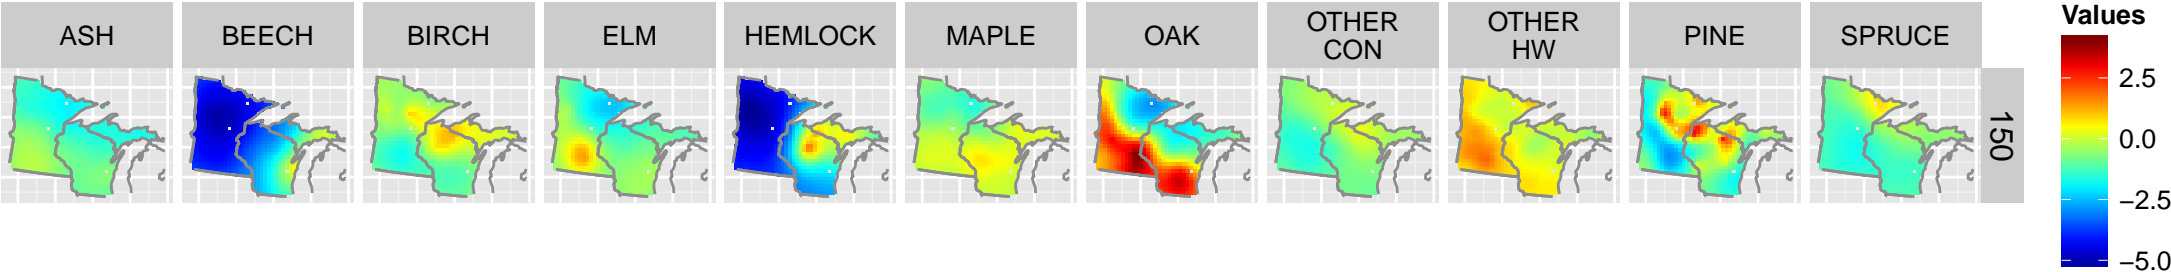 ASH
BEECH
BIRCH
ELM
HEMLOCK
MAPLE
OAK
OTHER
CON
OTHER
HW
PINE
SPRUCE
150
Values
2.5
0.0
−2.5
−5.0